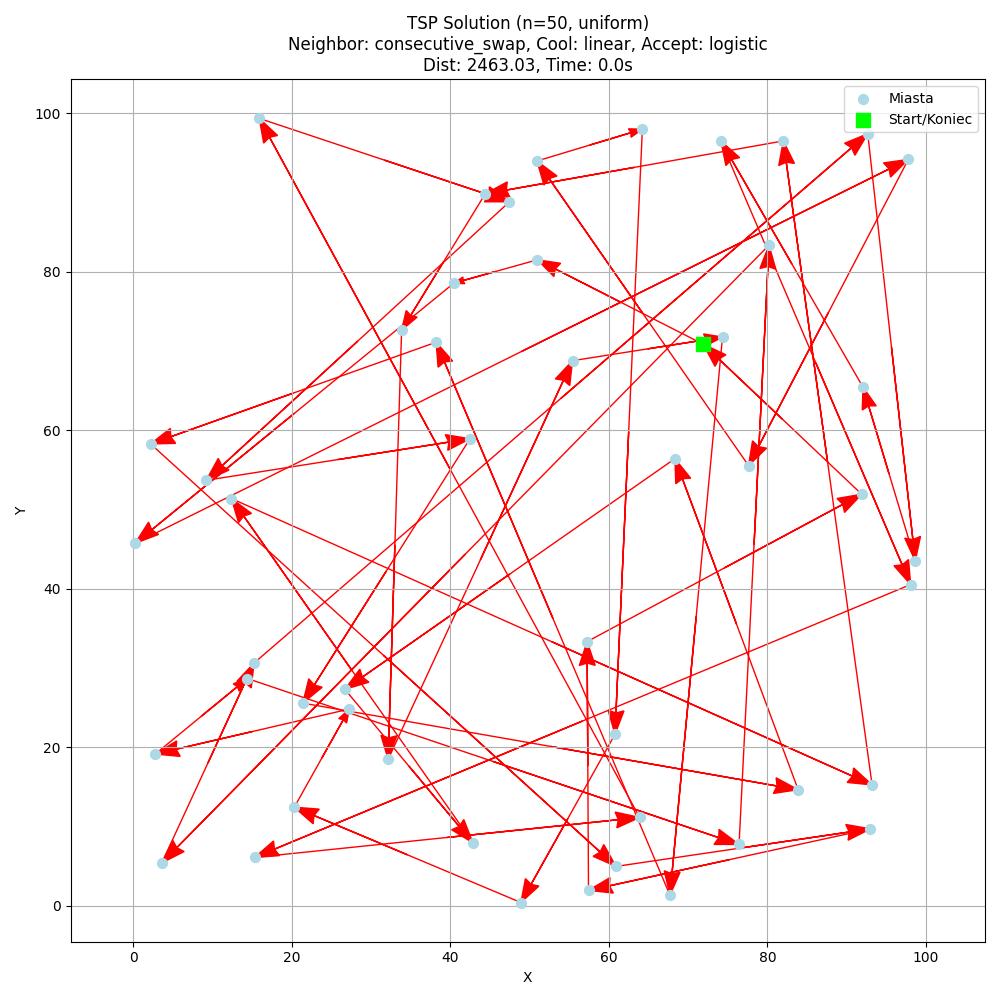 TSP Solution (n=50, uniform)
Neighbor: consecutive_swap, Cool: linear, Accept: logistic
Dist: 2463.03, Time: 0.0s
Miasta
Start/Koniec
100
80
60
40
20
0
Y
0 20 40 60 80 100
X